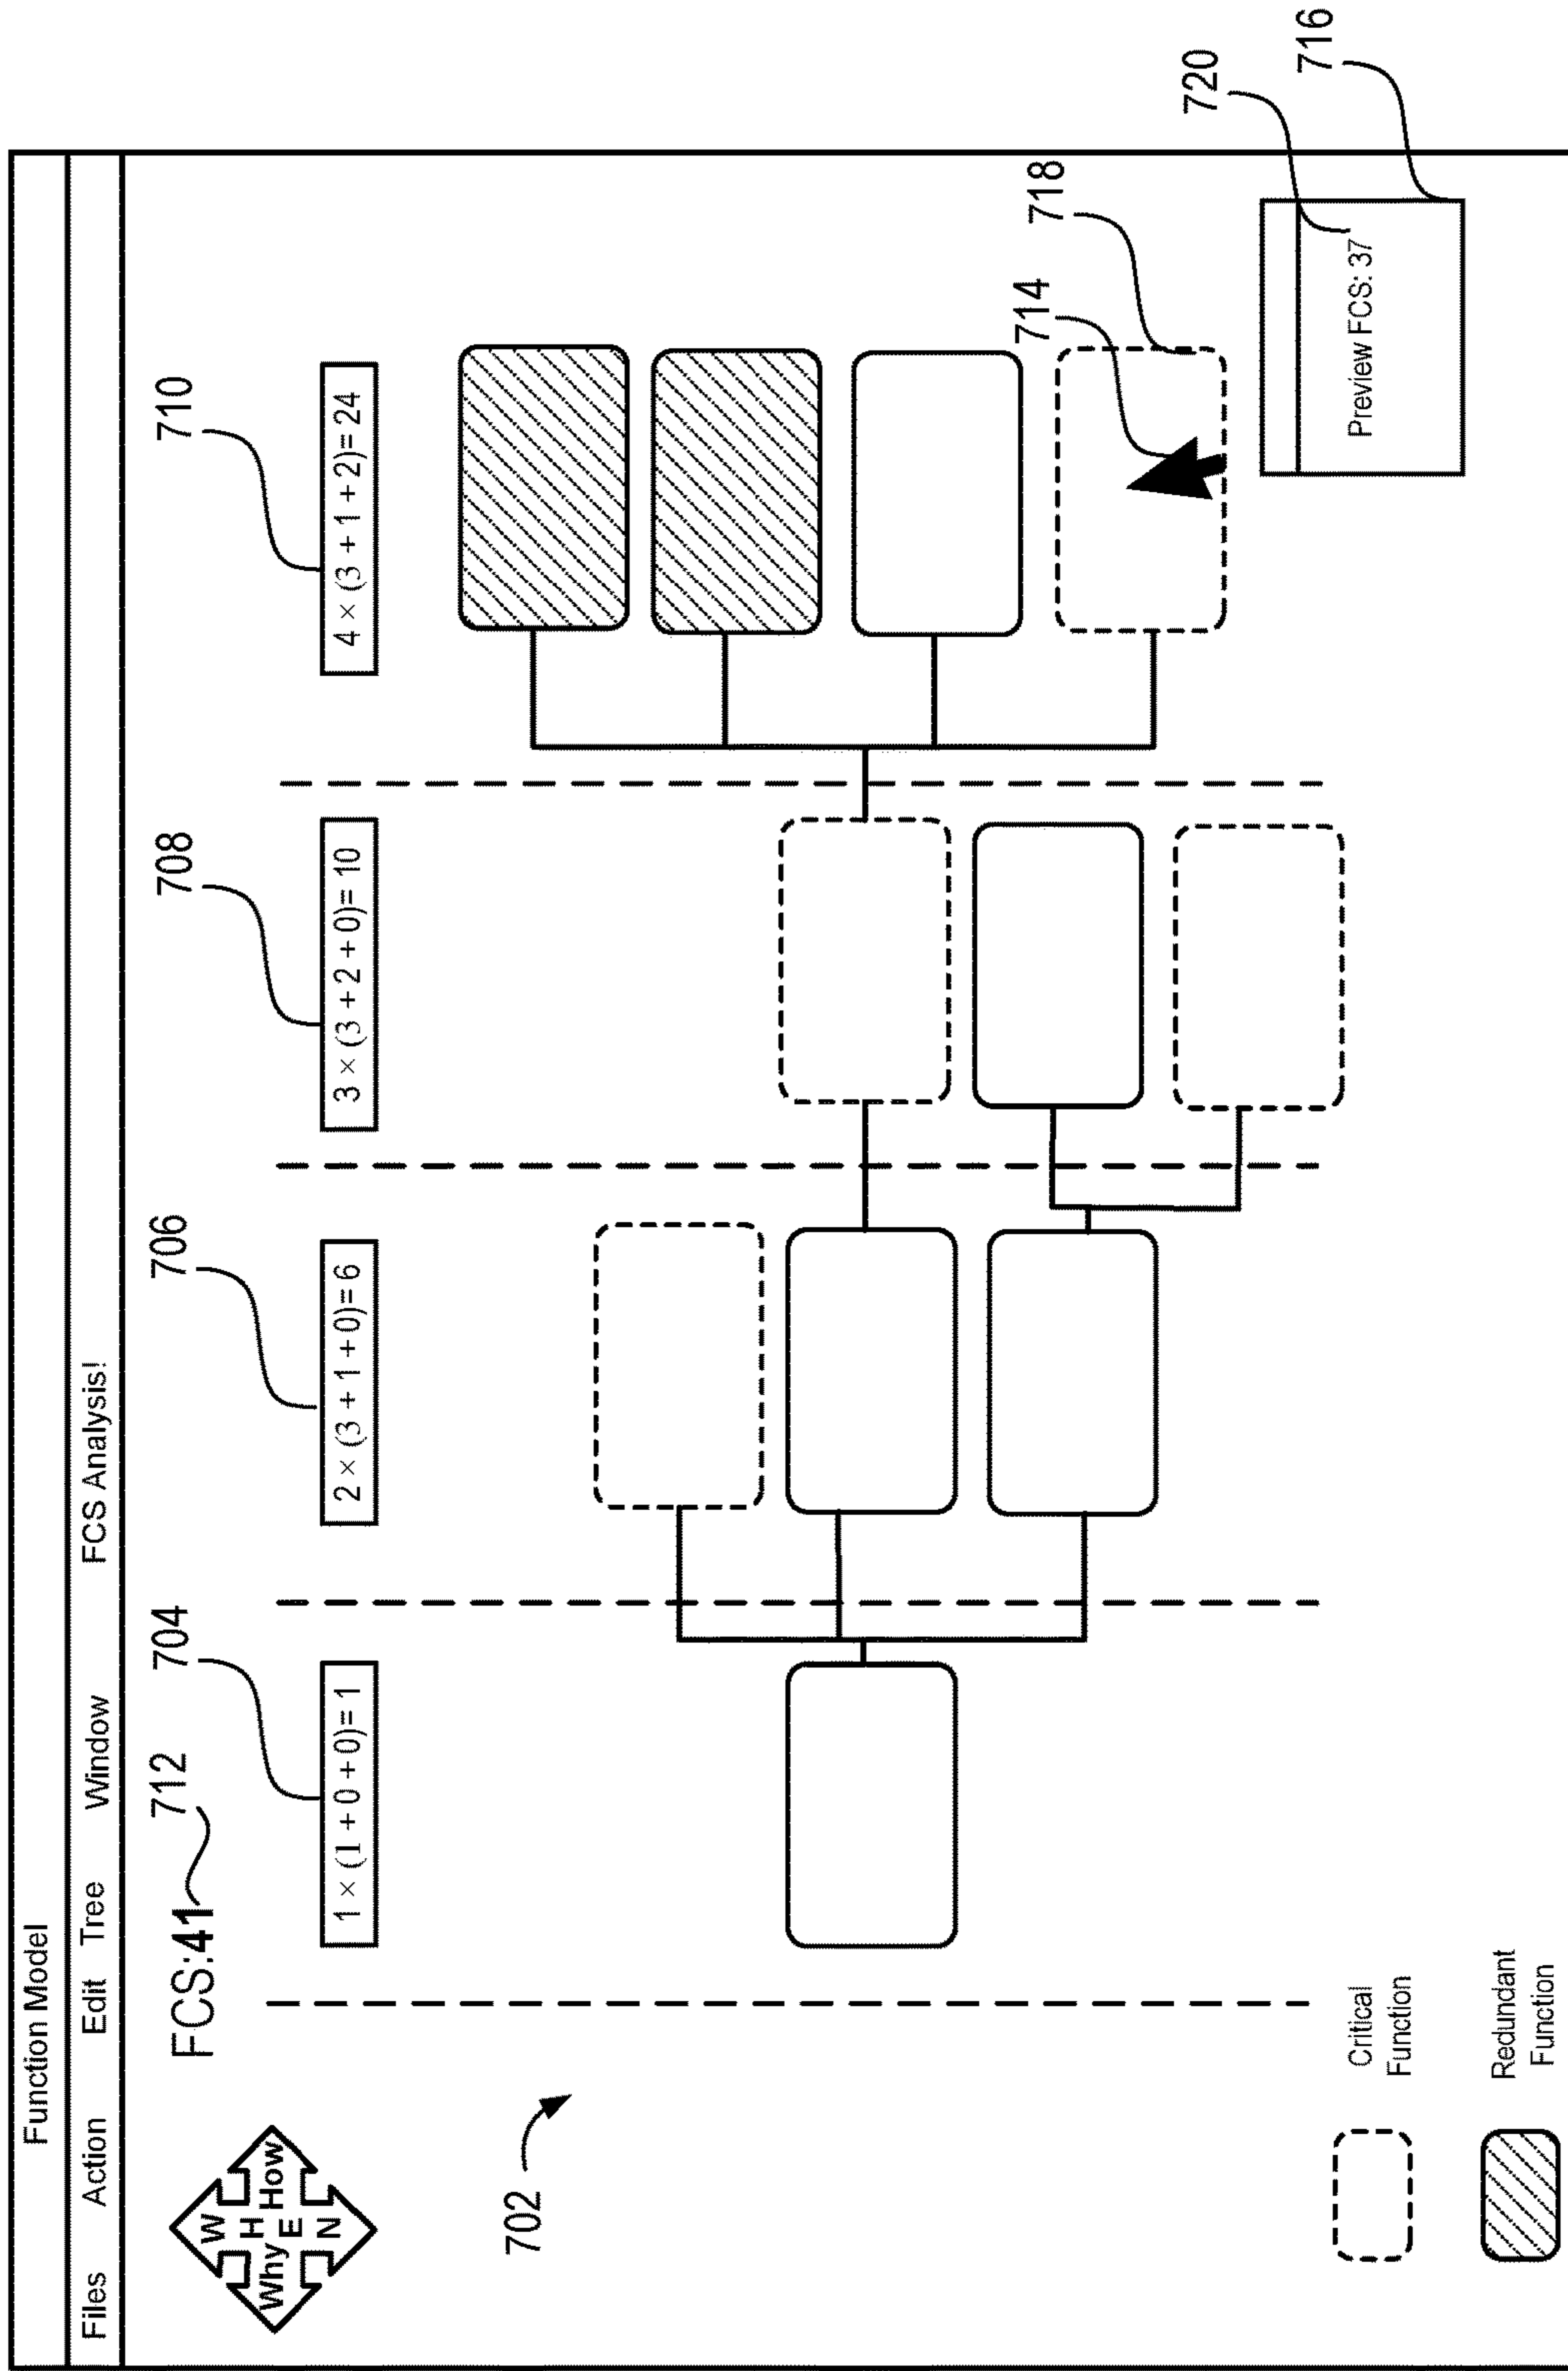 Function Model
Files Action Edit Tree Window FCS Analysis!
W
H
Why How
E
N
FCS:41
712
704
706
708
710
1 × (1 + 0 + 0)= 1
2 × (3 + 1 + 0)= 6
3 × (3 + 2 + 0)= 10
4 × (3 + 1 + 2)= 24
702
714
718
720
716
Preview FCS: 37
Critical
Function
Redundant
Function